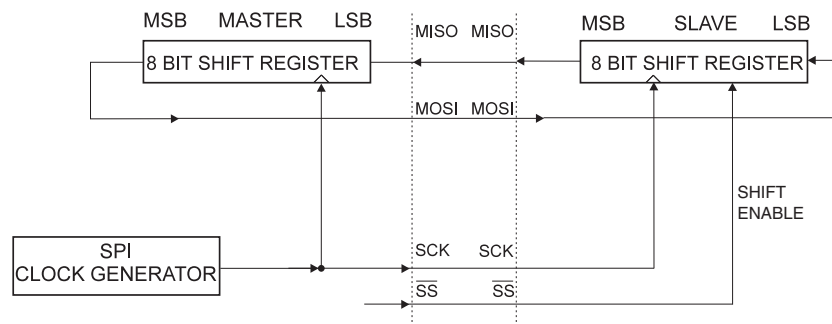 MSB MASTER LSB
MISO MISO
MSB SLAVE LSB
8 BIT SHIFT REGISTER
8 BIT SHIFT REGISTER
MOSI MOSI
SHIFT
ENABLE
SPI
CLOCK GENERATOR
SCK SCK
SS SS